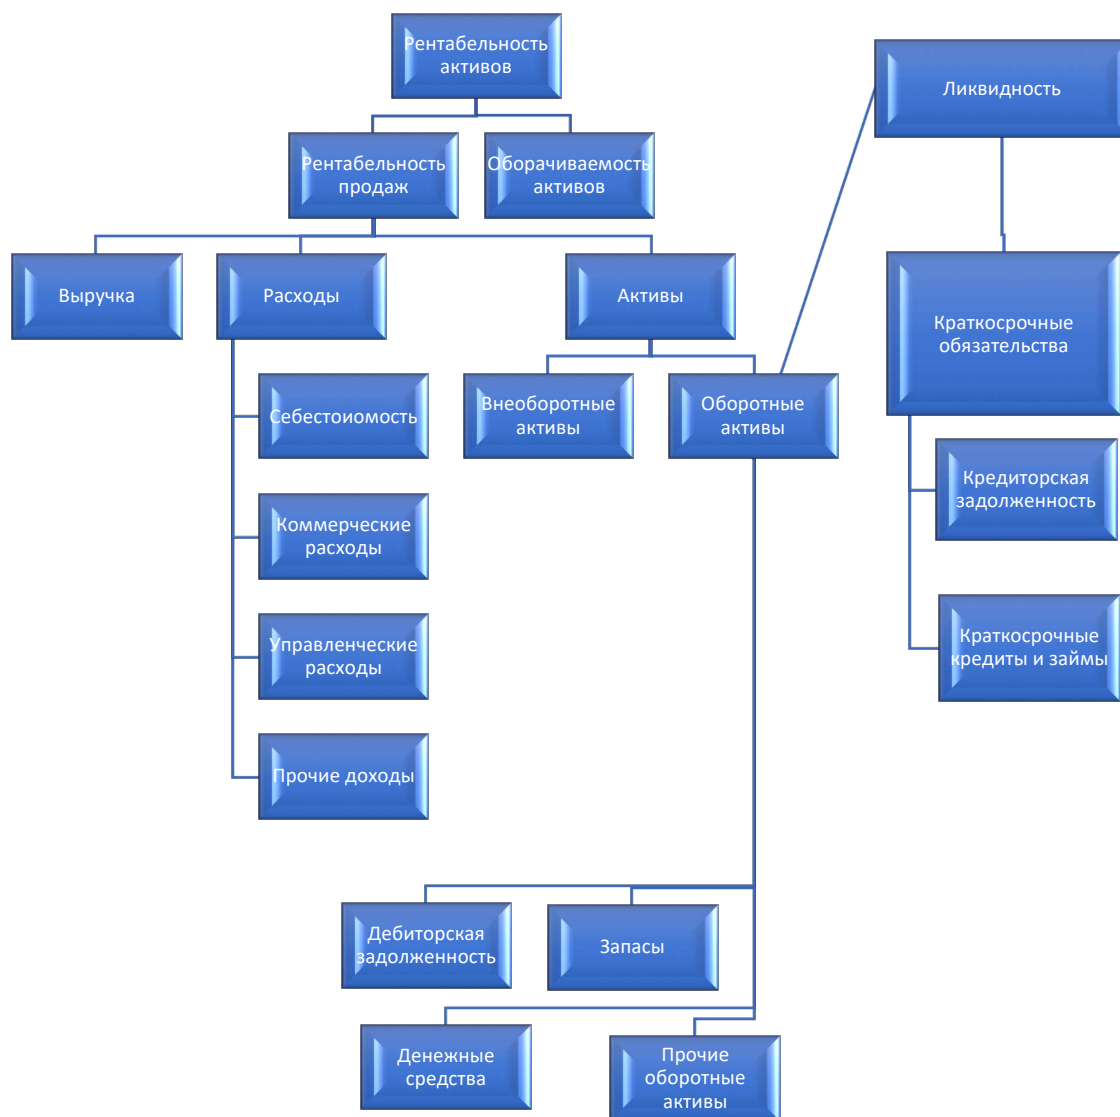 Рентабельность
активов
Ликвидность
Рентабельность
продаж
Оборачиваемость
активов
Выручка
Расходы
Активы
Краткосрочные
обязательства
Себестоиомость
Внеоборотные
активы
Оборотные
активы
Кредиторская
задолженность
Коммерческие
расходы
Управленческие
расходы
Краткосрочные
кредиты и займы
Прочие доходы
Дебиторская
задолженность
Запасы
Денежные
средства
Прочие
оборотные
активы